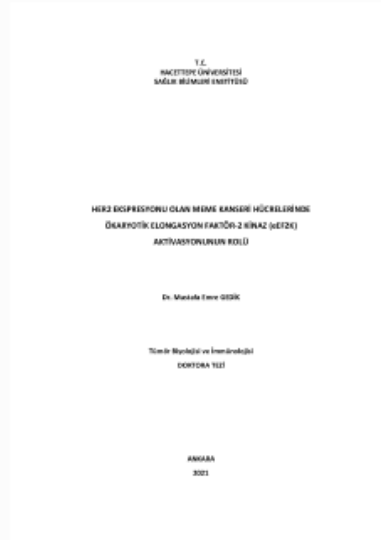 T.C.
HACETTEPE ÜNİVERSİTESİ
SAĞLIK BİLİMLERİ ENSTİTÜSÜ
HER2 EKSPRESYONU OLAN MEME KANSERİ HÜCRELERİNDE
ÖKARYOTİK ELONGASYON FAKTÖR-2 KİNAZ (eEF2K)
AKTİVASYONUNUN ROLÜ
Dr. Mustafa Emre GEDİK
Tümör Biyolojisi ve İmmünolojisi
DOKTORA TEZİ
ANKARA
2021